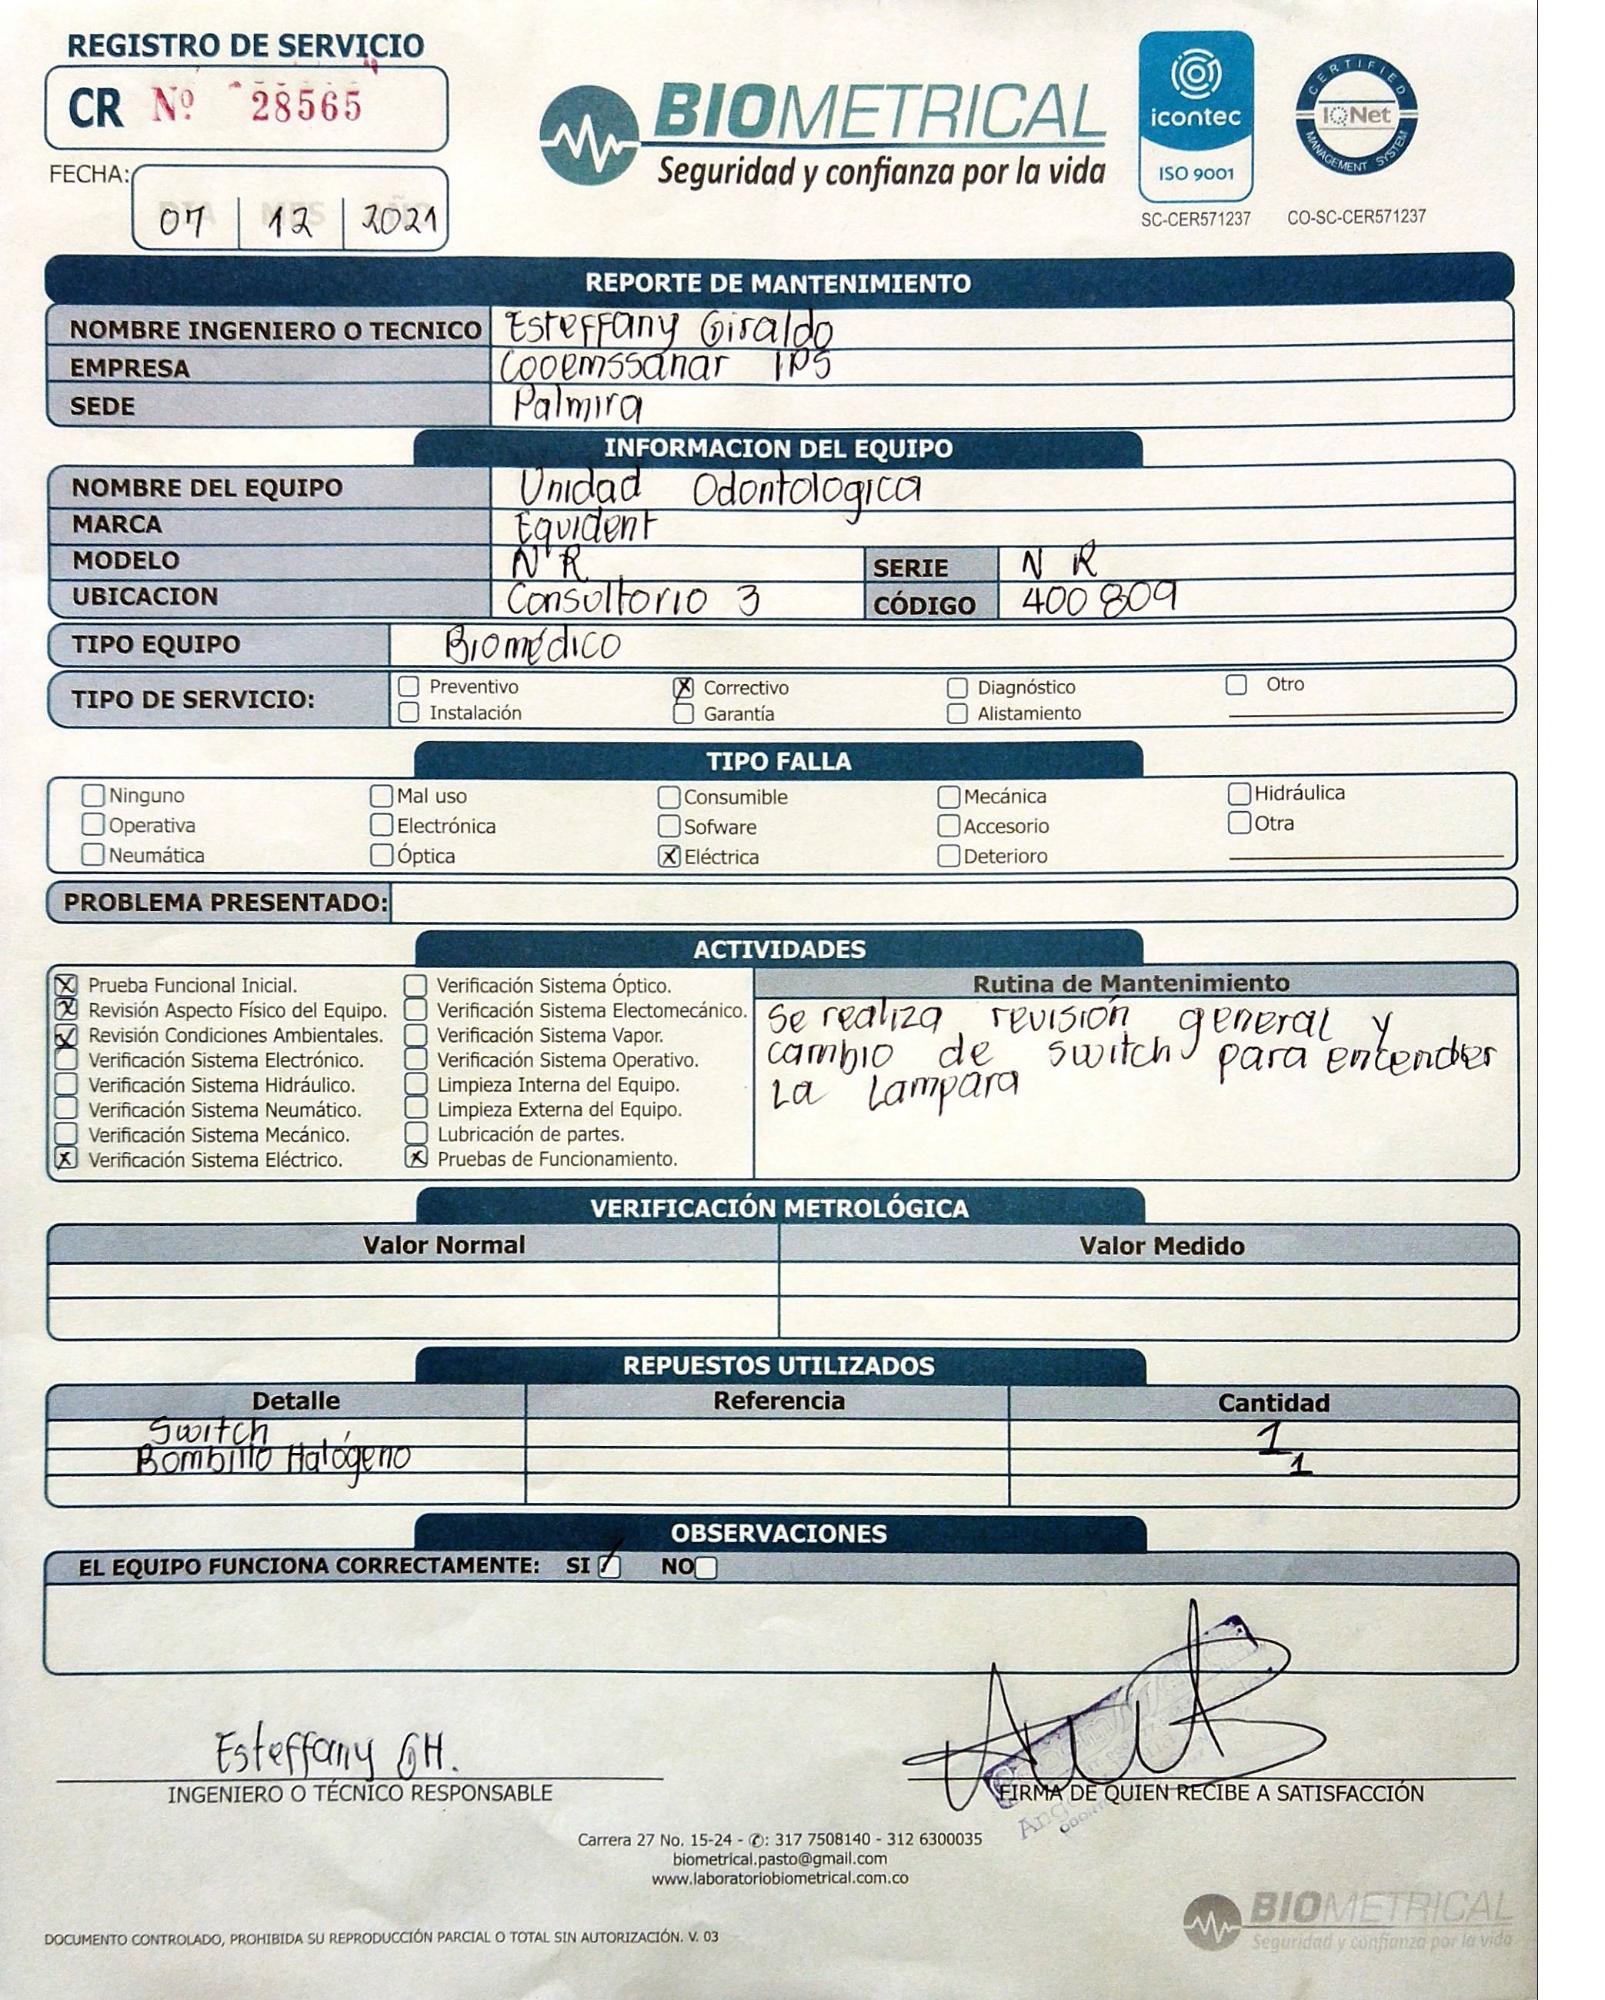 REGISTRO DE SERVICIO
CR Nº 28565
FECHA:
07 12 2021
BIOMETRICAL
Seguridad y confianza por la vida
icontec
ISO 9001
SC-CER571237
CERTIFIED
IQNet
MANAGEMENT SYSTEM
CO-SC-CER571237
REPORTE DE MANTENIMIENTO
NOMBRE INGENIERO O TECNICO Esteffany Giraldo
EMPRESA Cooemssanar IPS
SEDE Palmira
INFORMACION DEL EQUIPO
NOMBRE DEL EQUIPO Unidad Odontologica
MARCA Equident
MODELO N R SERIE N R
UBICACION Consultorio 3 CÓDIGO 400809
TIPO EQUIPO Biomédico
TIPO DE SERVICIO:
Preventivo Correctivo Diagnóstico Otro
Instalación Garantía Alistamiento
TIPO FALLA
Ninguno Mal uso Consumible Mecánica Hidráulica
Operativa Electrónica Sofware Accesorio Otra
Neumática Óptica Eléctrica Deterioro
PROBLEMA PRESENTADO:
ACTIVIDADES
Prueba Funcional Inicial.
Revisión Aspecto Físico del Equipo.
Revisión Condiciones Ambientales.
Verificación Sistema Electrónico.
Verificación Sistema Hidráulico.
Verificación Sistema Neumático.
Verificación Sistema Mecánico.
Verificación Sistema Eléctrico.
Verificación Sistema Óptico.
Verificación Sistema Electomecánico.
Verificación Sistema Vapor.
Verificación Sistema Operativo.
Limpieza Interna del Equipo.
Limpieza Externa del Equipo.
Lubricación de partes.
Pruebas de Funcionamiento.
Rutina de Mantenimiento
Se realiza revisión general y
cambio de switch para encender
La Lampara
VERIFICACIÓN METROLÓGICA
Valor Normal Valor Medido
REPUESTOS UTILIZADOS
Detalle Referencia Cantidad
Switch 1
Bombillo Halógeno 1
OBSERVACIONES
EL EQUIPO FUNCIONA CORRECTAMENTE: SI NO
Esteffany GH.
INGENIERO O TÉCNICO RESPONSABLE
FIRMA DE QUIEN RECIBE A SATISFACCIÓN
Carrera 27 No. 15-24 - ✆: 317 7508140 - 312 6300035
biometrical.pasto@gmail.com
www.laboratoriobiometrical.com.co
BIOMETRICAL
Seguridad y confianza por la vida
DOCUMENTO CONTROLADO, PROHIBIDA SU REPRODUCCIÓN PARCIAL O TOTAL SIN AUTORIZACIÓN. V. 03